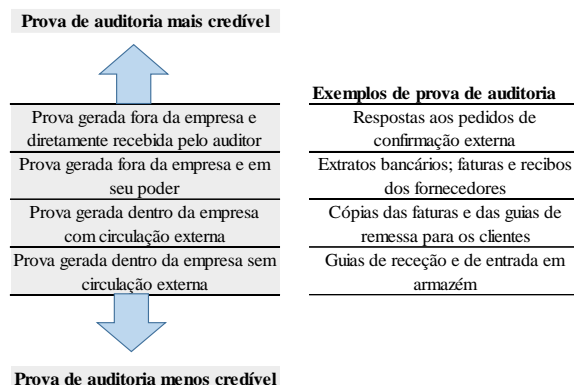 Prova de auditoria mais credível
Exemplos de prova de auditoria
Prova gerada fora da empresa e
diretamente recebida pelo auditor
Respostas aos pedidos de
confirmação externa
Prova gerada fora da empresa e em
seu poder
Extratos bancários; faturas e recibos
dos fornecedores
Prova gerada dentro da empresa
com circulação externa
Cópias das faturas e das guias de
remessa para os clientes
Prova gerada dentro da empresa sem
circulação externa
Guias de receção e de entrada em
armazém
Prova de auditoria menos credível